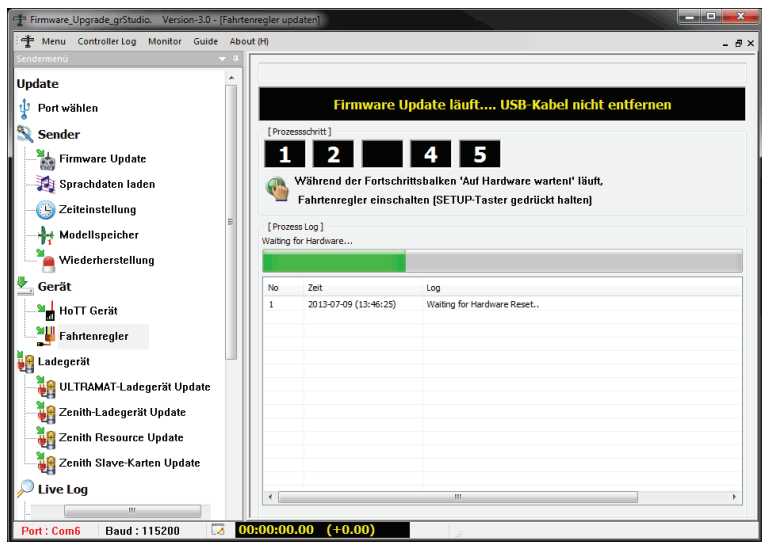 Firmware_Upgrade_grStudio. Version-3.0 - [Fahrtenregler updaten]
Menu Controller Log Monitor Guide About (H)
Sendermenü
Update
Port wählen
Sender
Firmware Update
Sprachdaten laden
Zeiteinstellung
Modellspeicher
Wiederherstellung
Gerät
HoTT Gerät
Fahrtenregler
Ladegerät
ULTRAMAT-Ladegerät Update
Zenith-Ladegerät Update
Zenith Resource Update
Zenith Slave-Karten Update
Live Log
Firmware Update läuft.... USB-Kabel nicht entfernen
[ Prozessschritt ]
1 2 4 5
Während der Fortschrittsbalken 'Auf Hardware warten!' läuft,
Fahrtenregler einschalten (SETUP-Taster gedrückt halten)
[ Prozess Log ]
Waiting for Hardware...
No Zeit Log
1 2013-07-09 (13:46:25) Waiting for Hardware Reset..
Port : Com6 Baud : 115200 00:00:00.00 (+0.00)